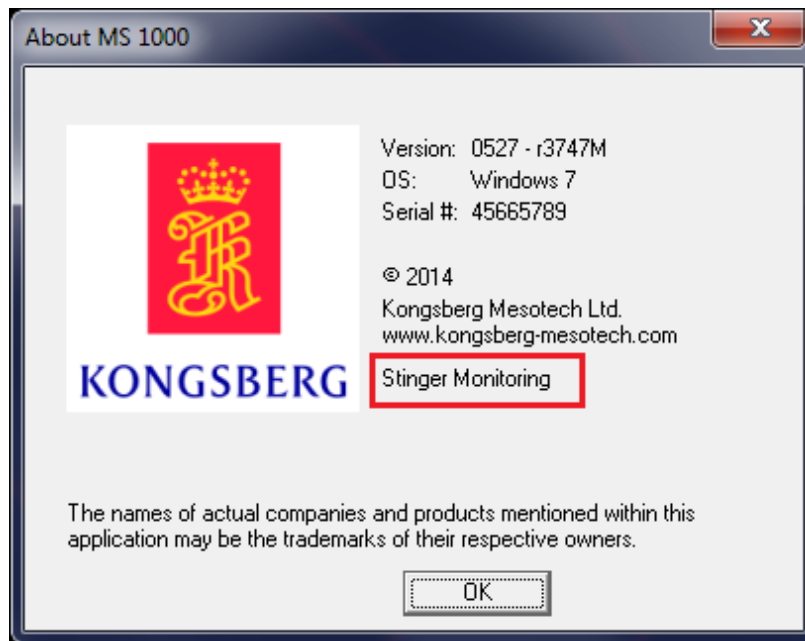 About MS 1000
Version: 0527 - r3747M
OS: Windows 7
Serial #: 45665789
© 2014
Kongsberg Mesotech Ltd.
www.kongsberg-mesotech.com
KONGSBERG
Stinger Monitoring
The names of actual companies and products mentioned within this
application may be the trademarks of their respective owners.
OK